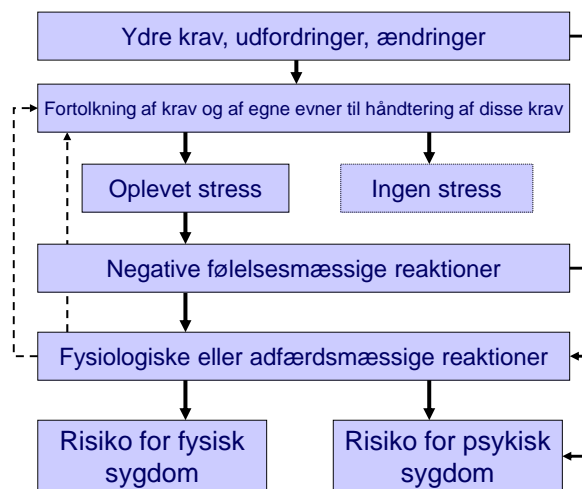 Ydre krav, udfordringer, ændringer
Fortolkning af krav og af egne evner til håndtering af disse krav
Oplevet stress
Ingen stress
Negative følelsesmæssige reaktioner
Fysiologiske eller adfærdsmæssige reaktioner
Risiko for fysisk
sygdom
Risiko for psykisk
sygdom